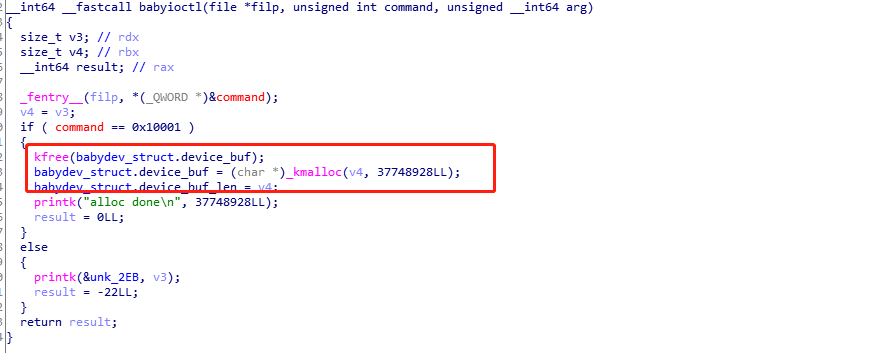 __int64 __fastcall babyioctl(file *filp, unsigned int command, unsigned __int64 arg)
{
size_t v3; // rdx
size_t v4; // rbx
__int64 result; // rax
_fentry__(filp, *(_QWORD *)&command);
v4 = v3;
if ( command == 0x10001 )
{
kfree(babydev_struct.device_buf);
babydev_struct.device_buf = (char *)_kmalloc(v4, 37748928LL);
babydev_struct.device_buf_len = v4;
printk("alloc done\n", 37748928LL);
result = 0LL;
}
else
{
printk(&unk_2EB, v3);
result = -22LL;
}
return result;
}